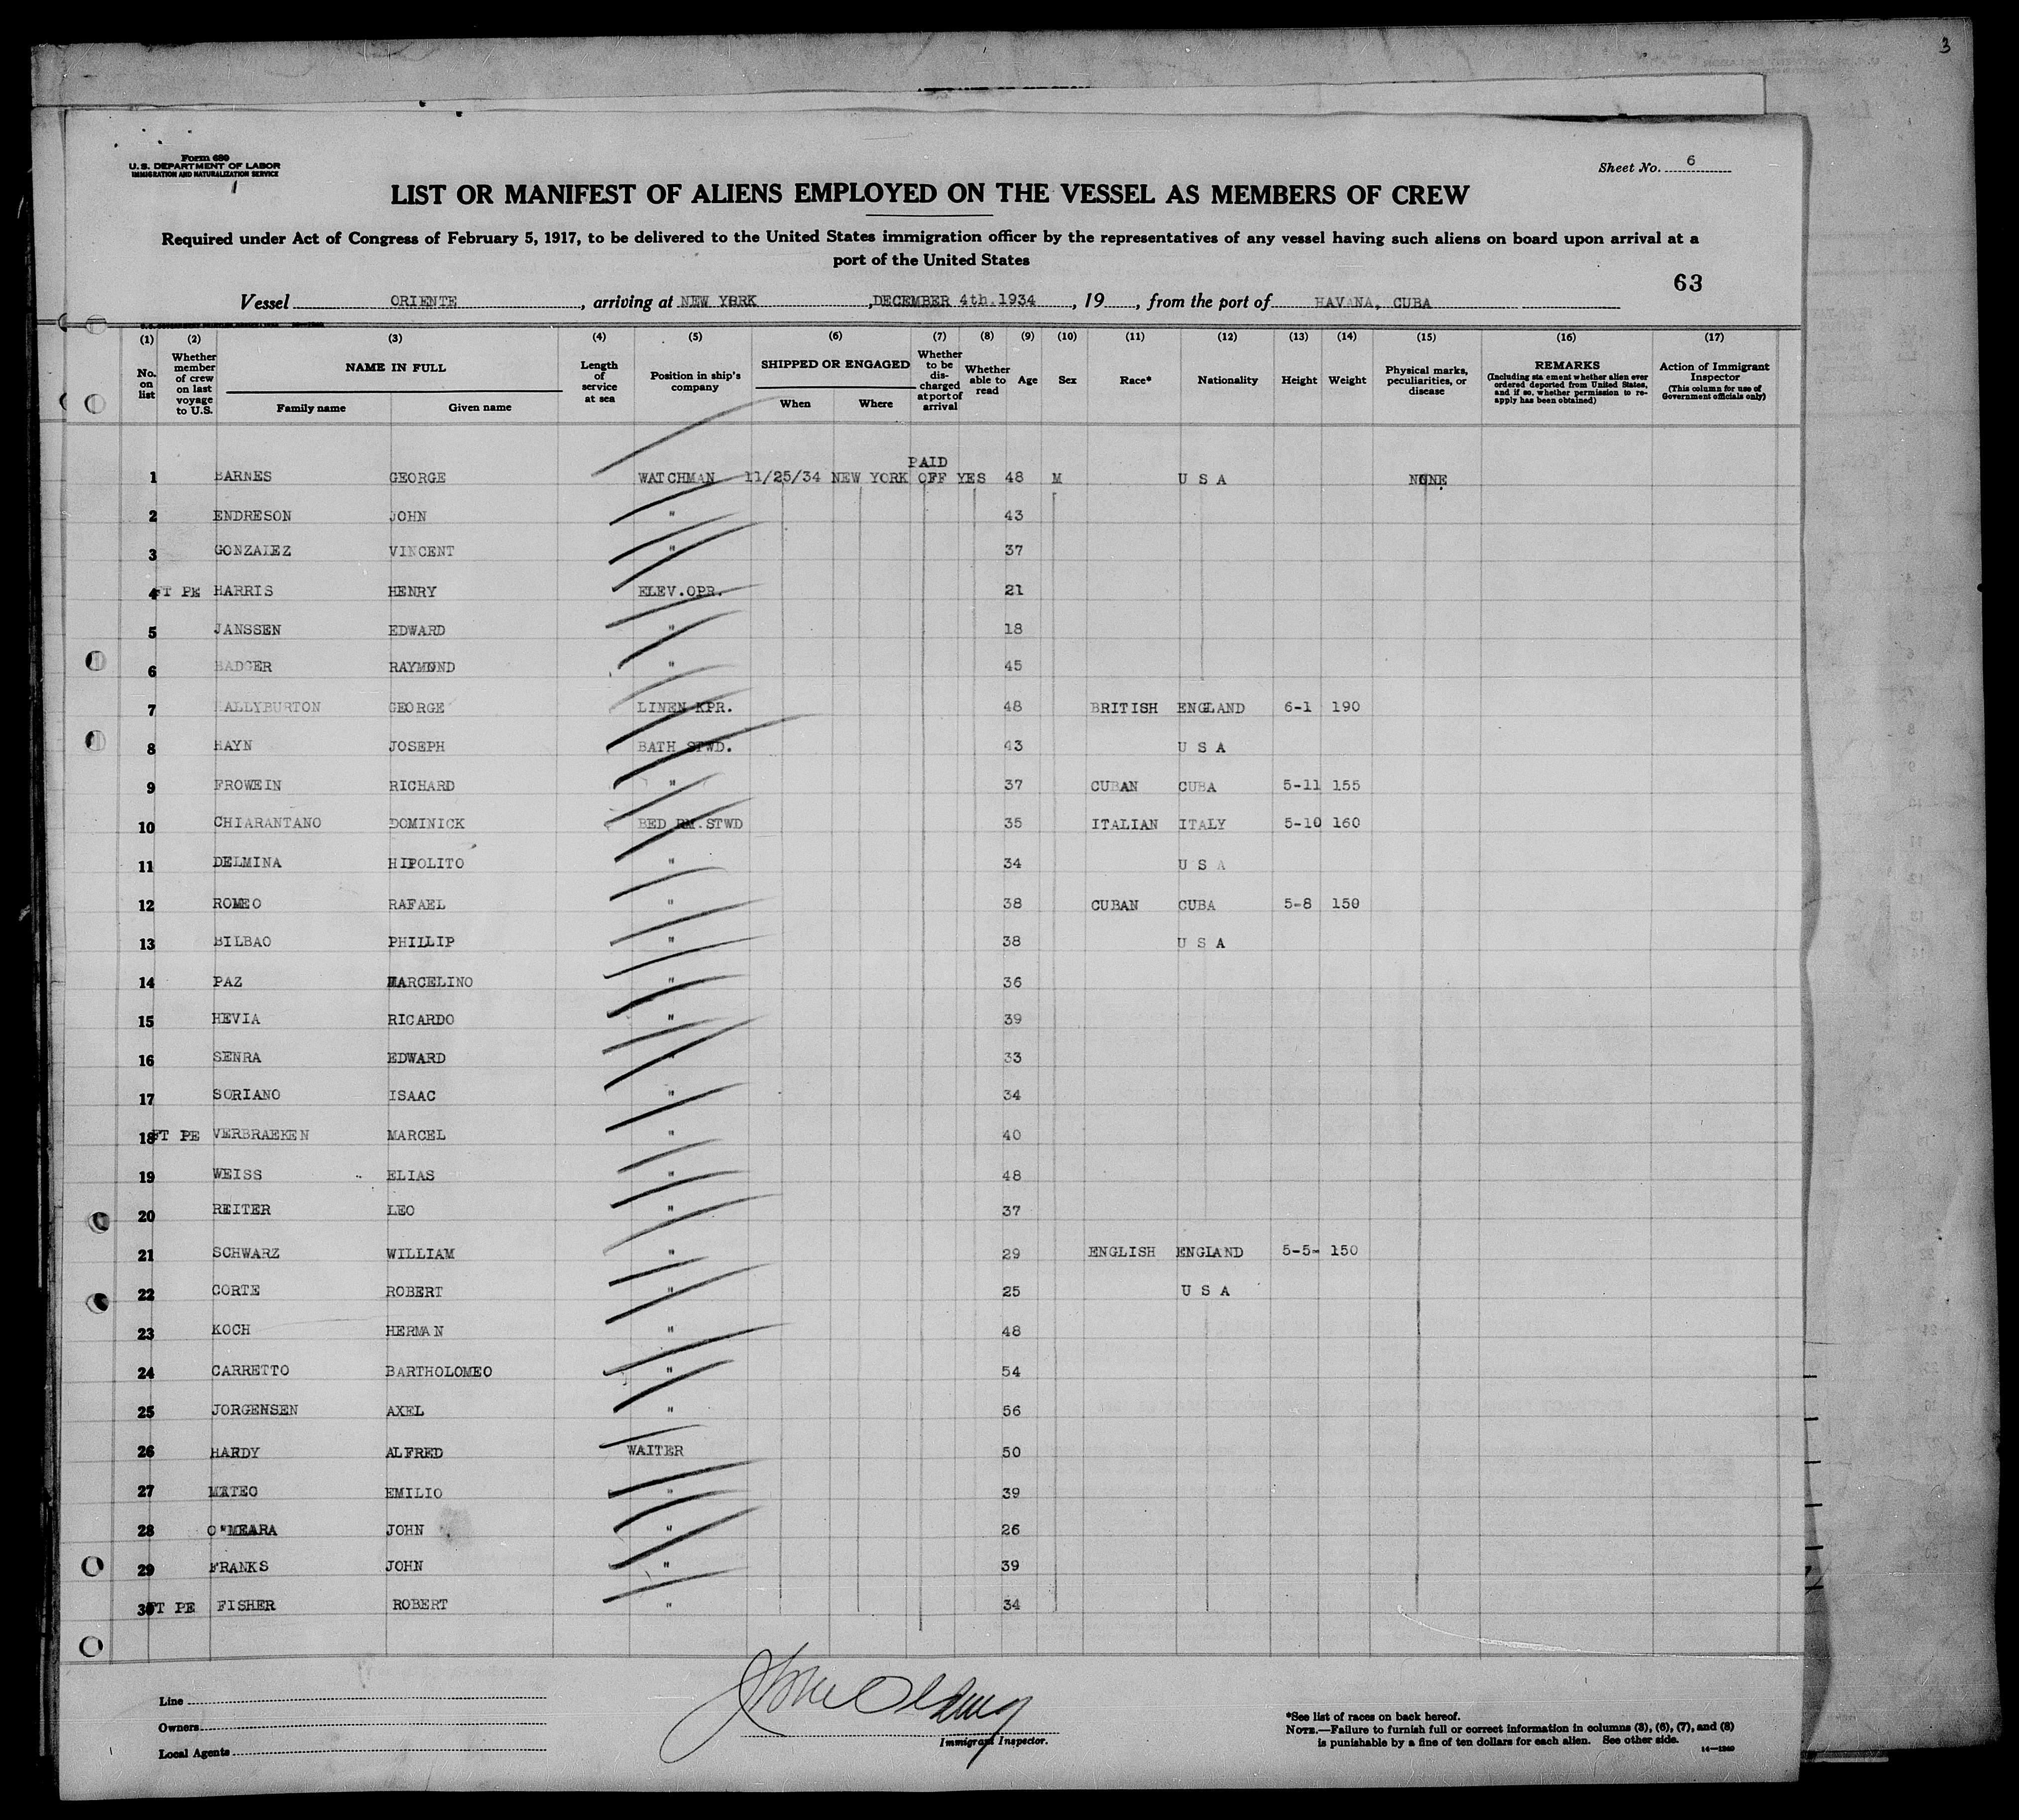 3
Form 680
U. S. DEPARTMENT OF LABOR
IMMIGRATION AND NATURALIZATION SERVICE
Sheet No. 6
LIST OR MANIFEST OF ALIENS EMPLOYED ON THE VESSEL AS MEMBERS OF CREW
Required under Act of Congress of February 5, 1917, to be delivered to the United States immigration officer by the representatives of any vessel having such aliens on board upon arrival at a
port of the United States
63
Vessel ORIENTE, arriving at NEW YORK, DECEMBER 4th.1934, 19, from the port of HAVANA, CUBA
(1) (2) (3) (4) (5) (6) (7) (8) (9) (10) (11) (12) (13) (14) (15) (16) (17)
No. on list
Whether member of crew on last voyage to U.S.
NAME IN FULL
Family name Given name
Length of service at sea
Position in ship's company
SHIPPED OR ENGAGED
When Where
Whether to be discharged at port of arrival
Whether able to read
Age
Sex
Race*
Nationality
Height
Weight
Physical marks, peculiarities, or disease
REMARKS
(Including sta ement whether alien ever ordered deported from United States, and if so, whether permission to re-apply has been obtained)
Action of Immigrant Inspector
(This column for use of Government officials only)
PAID
1 BARNES GEORGE WATCHMAN 11/25/34 NEW YORK OFF YES 48 M U S A NONE
2 ENDRESON JOHN " 43
3 GONZALEZ VINCENT " 37
4 FT PE HARRIS HENRY ELEV.OPR. 21
5 JANSSEN EDWARD " 18
6 BADGER RAYMOND " 45
7 HALLYBURTON GEORGE LINEN KPR. 48 BRITISH ENGLAND 6-1 190
8 HAYN JOSEPH BATH STWD. 43 U S A
9 FROWEIN RICHARD " 37 CUBAN CUBA 5-11 155
10 CHIARANTANO DOMINICK BED RM.STWD 35 ITALIAN ITALY 5-10 160
11 DELMINA HIPOLITO " 34 U S A
12 ROMEO RAFAEL " 38 CUBAN CUBA 5-8 150
13 BILBAO PHILLIP " 38 U S A
14 PAZ MARCELINO " 36
15 HEVIA RICARDO " 39
16 SENRA EDWARD " 33
17 SORIANO ISAAC " 34
18 FT PE VERBRAEKEN MARCEL " 40
19 WEISS ELIAS " 48
20 REITER LEO " 37
21 SCHWARZ WILLIAM " 29 ENGLISH ENGLAND 5-5- 150
22 CORTE ROBERT " 25 U S A
23 KOCH HERMAN " 48
24 CARRETTO BARTHOLOMEO " 54
25 JORGENSEN AXEL " 56
26 HARDY ALFRED WAITER 50
27 MATEO EMILIO " 39
28 O"MEARA JOHN " 26
29 FRANKS JOHN " 39
30 FT PE FISHER ROBERT " 34
Line
Owners
Local Agents
Immigrant Inspector.
*See list of races on back hereof.
NOTE.—Failure to furnish full or correct information in columns (3), (6), (7), and (8)
is punishable by a fine of ten dollars for each alien. See other side.
14—1240